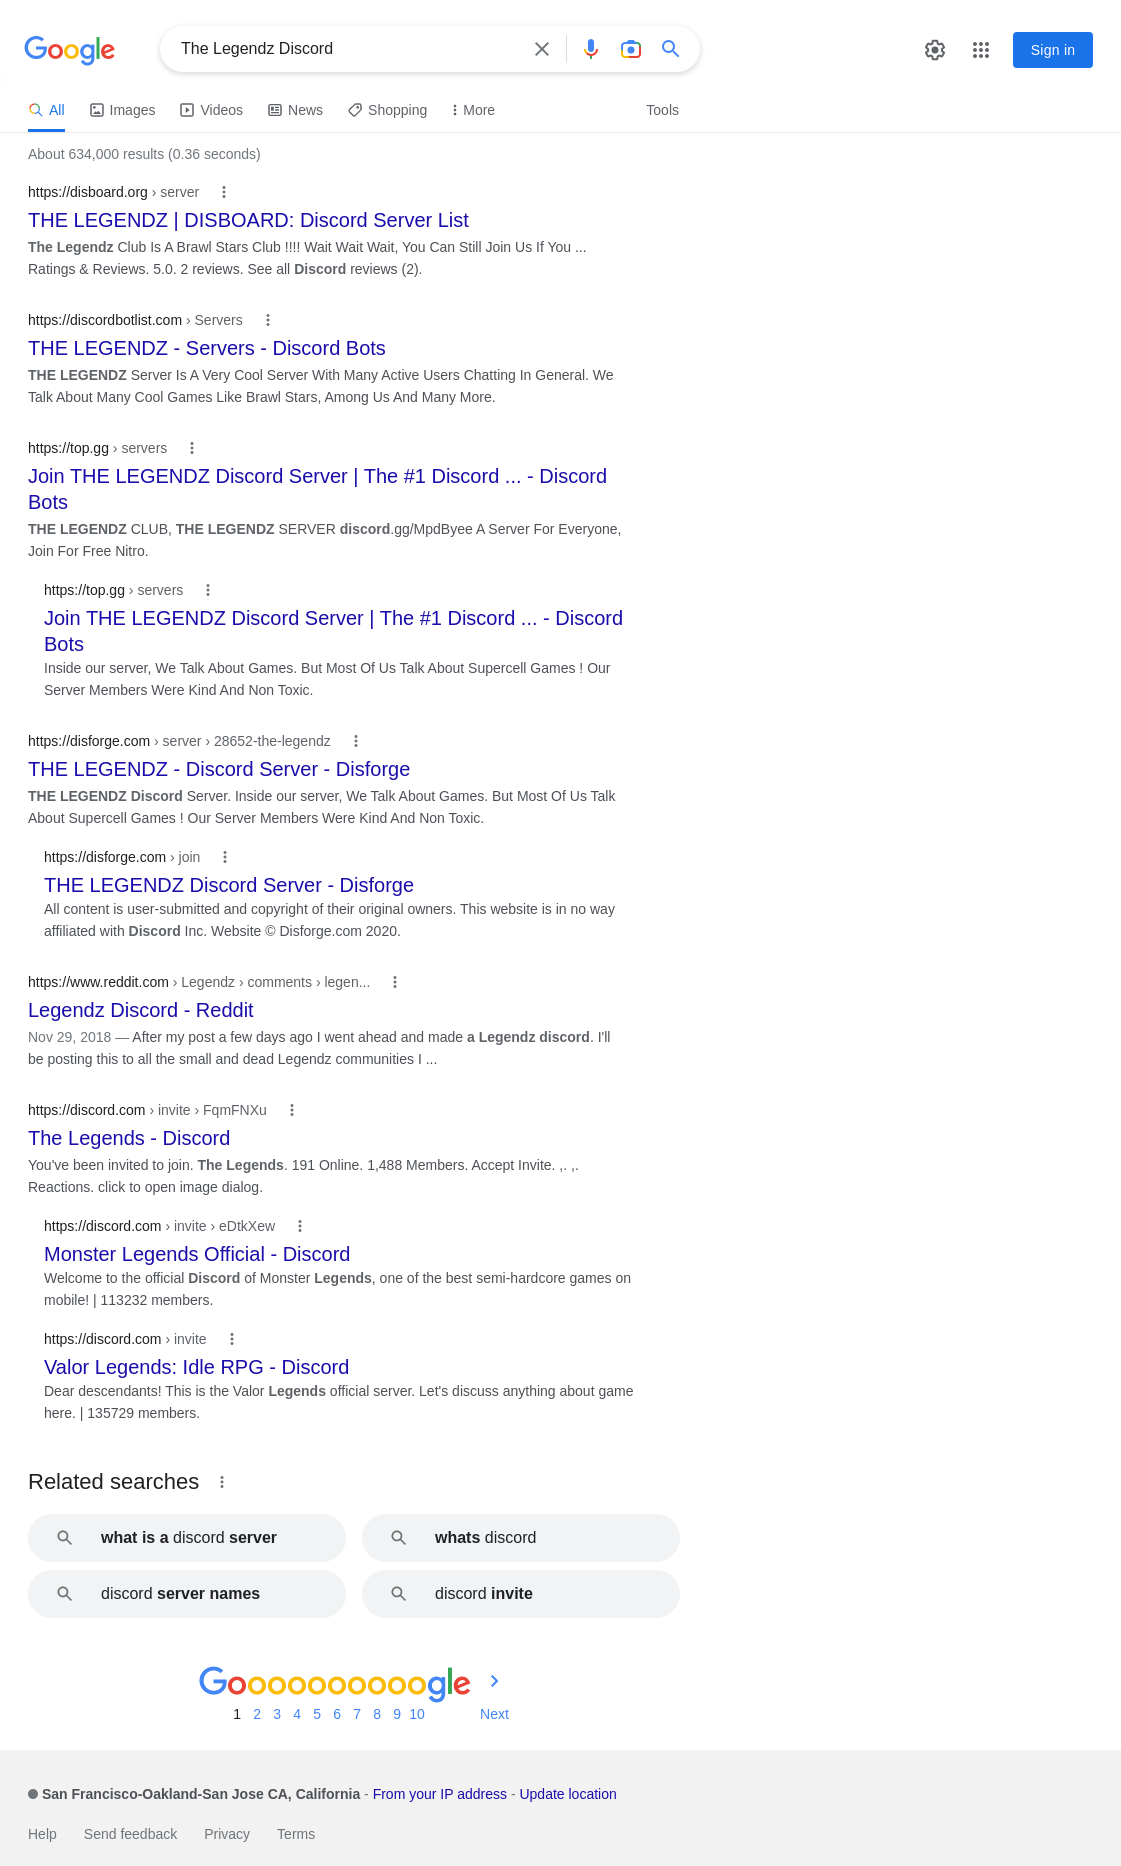 Google
The Legendz Discord
Sign in
All Images Videos News Shopping More Tools
About 634,000 results (0.36 seconds)
https://disboard.org › server
THE LEGENDZ | DISBOARD: Discord Server List
The Legendz Club Is A Brawl Stars Club !!!! Wait Wait Wait, You Can Still Join Us If You ...
Ratings & Reviews. 5.0. 2 reviews. See all Discord reviews (2).
https://discordbotlist.com › Servers
THE LEGENDZ - Servers - Discord Bots
THE LEGENDZ Server Is A Very Cool Server With Many Active Users Chatting In General. We
Talk About Many Cool Games Like Brawl Stars, Among Us And Many More.
https://top.gg › servers
Join THE LEGENDZ Discord Server | The #1 Discord ... - Discord
Bots
THE LEGENDZ CLUB, THE LEGENDZ SERVER discord.gg/MpdByee A Server For Everyone,
Join For Free Nitro.
https://top.gg › servers
Join THE LEGENDZ Discord Server | The #1 Discord ... - Discord
Bots
Inside our server, We Talk About Games. But Most Of Us Talk About Supercell Games ! Our
Server Members Were Kind And Non Toxic.
https://disforge.com › server › 28652-the-legendz
THE LEGENDZ - Discord Server - Disforge
THE LEGENDZ Discord Server. Inside our server, We Talk About Games. But Most Of Us Talk
About Supercell Games ! Our Server Members Were Kind And Non Toxic.
https://disforge.com › join
THE LEGENDZ Discord Server - Disforge
All content is user-submitted and copyright of their original owners. This website is in no way
affiliated with Discord Inc. Website © Disforge.com 2020.
https://www.reddit.com › Legendz › comments › legen...
Legendz Discord - Reddit
Nov 29, 2018 — After my post a few days ago I went ahead and made a Legendz discord. I'll
be posting this to all the small and dead Legendz communities I ...
https://discord.com › invite › FqmFNXu
The Legends - Discord
You've been invited to join. The Legends. 191 Online. 1,488 Members. Accept Invite. ,. ,.
Reactions. click to open image dialog.
https://discord.com › invite › eDtkXew
Monster Legends Official - Discord
Welcome to the official Discord of Monster Legends, one of the best semi-hardcore games on
mobile! | 113232 members.
https://discord.com › invite
Valor Legends: Idle RPG - Discord
Dear descendants! This is the Valor Legends official server. Let's discuss anything about game
here. | 135729 members.
Related searches
what is a discord server
whats discord
discord server names
discord invite
Goooooooooogle
1 2 3 4 5 6 7 8 9 10 Next
San Francisco-Oakland-San Jose CA, California - From your IP address - Update location
Help Send feedback Privacy Terms